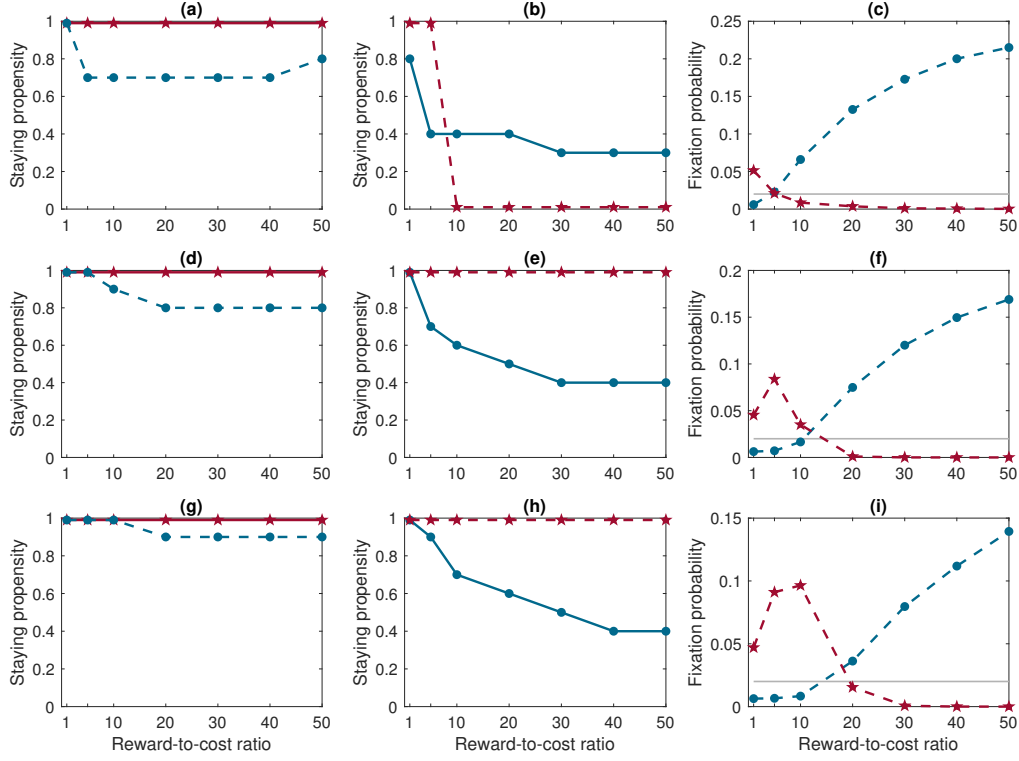 (a) (b) (c)
Staying propensity
1
0.8
0.6
0.4
0.2
0
1 10 20 30 40 50
Staying propensity
1
0.8
0.6
0.4
0.2
0
1 10 20 30 40 50
Fixation probability
0.25
0.2
0.15
0.1
0.05
0
1 10 20 30 40 50
(d) (e) (f)
Staying propensity
1
0.8
0.6
0.4
0.2
0
1 10 20 30 40 50
Staying propensity
1
0.8
0.6
0.4
0.2
0
1 10 20 30 40 50
Fixation probability
0.2
0.15
0.1
0.05
0
1 10 20 30 40 50
(g) (h) (i)
Staying propensity
1
0.8
0.6
0.4
0.2
0
1 10 20 30 40 50
Reward-to-cost ratio
Staying propensity
1
0.8
0.6
0.4
0.2
0
1 10 20 30 40 50
Reward-to-cost ratio
Fixation probability
0.15
0.1
0.05
0
1 10 20 30 40 50
Reward-to-cost ratio